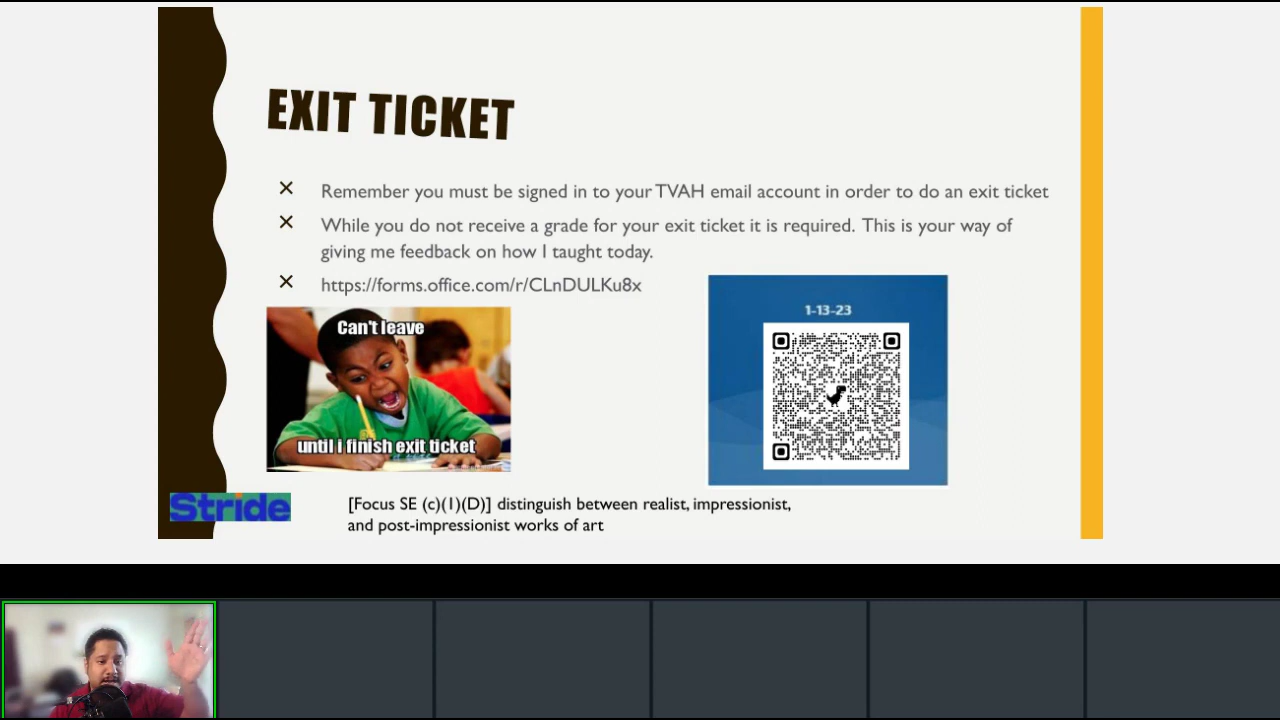 EXIT TICKET
Remember you must be signed in to your TVAH email account in order to do an exit ticket
While you do not receive a grade for your exit ticket it is required. This is your way of
giving me feedback on how I taught today.
https://forms.office.com/r/CLnDULKu8x
Can't leave
until i finish exit ticket
1-13-23
Stride
[Focus SE (c)(1)(D)] distinguish between realist, impressionist,
and post-impressionist works of art